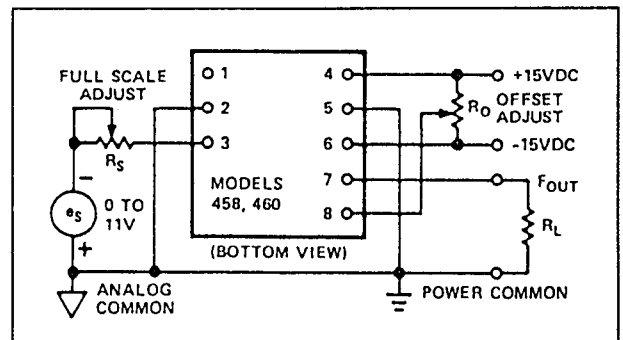 FULL SCALE
ADJUST
RS
− eS + 0 TO
11V
ANALOG
COMMON
1
2
3
MODELS
458, 460
(BOTTOM VIEW)
4
5
6
7
8
+15VDC
RO OFFSET
ADJUST
-15VDC
FOUT
RL
POWER COMMON